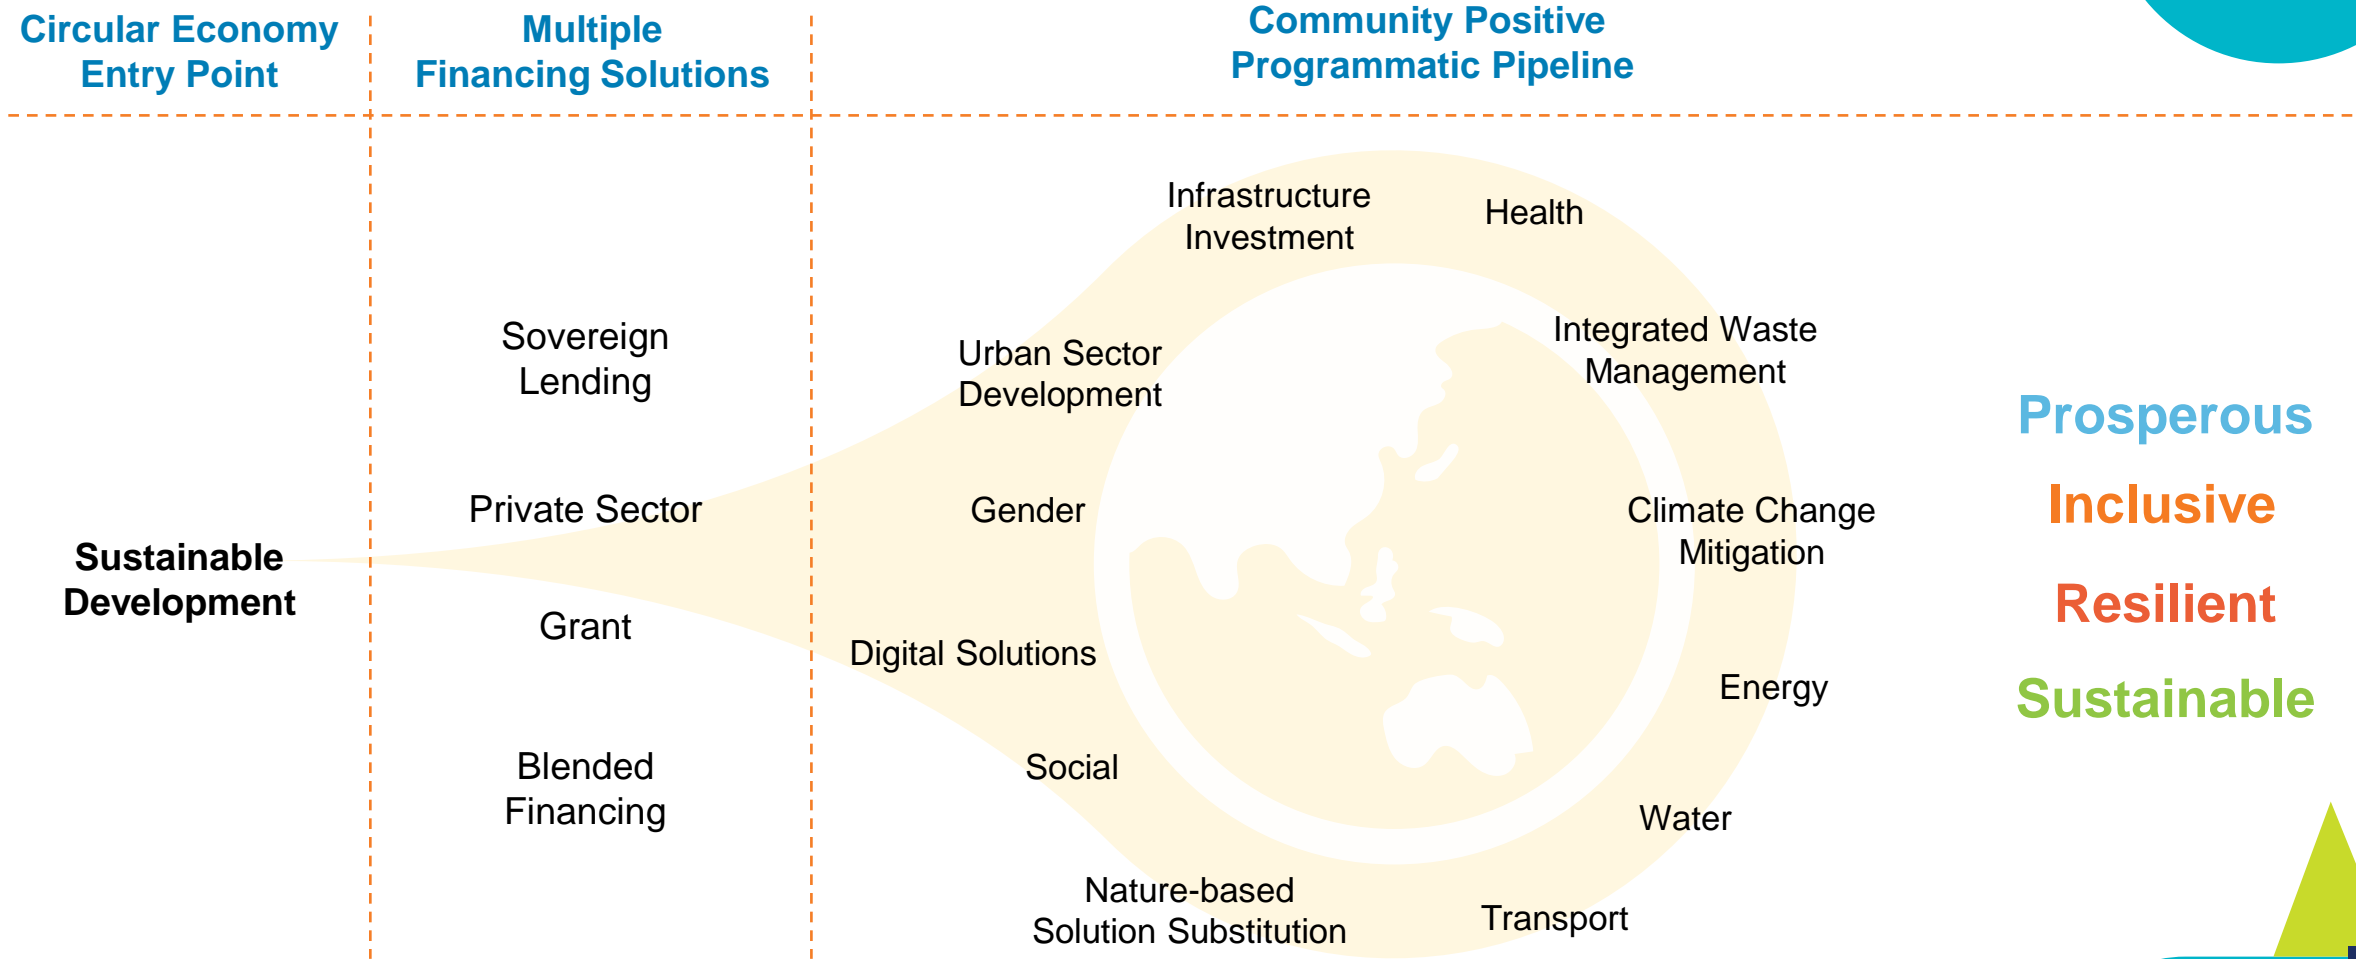 Circular Economy
Entry Point
Multiple
Financing Solutions
Community Positive
Programmatic Pipeline
Sustainable
Development
Sovereign
Lending
Private Sector
Grant
Blended
Financing
Infrastructure
Investment
Health
Urban Sector
Development
Integrated Waste
Management
Gender
Climate Change
Mitigation
Digital Solutions
Energy
Social
Water
Nature-based
Solution Substitution
Transport
Prosperous
Inclusive
Resilient
Sustainable